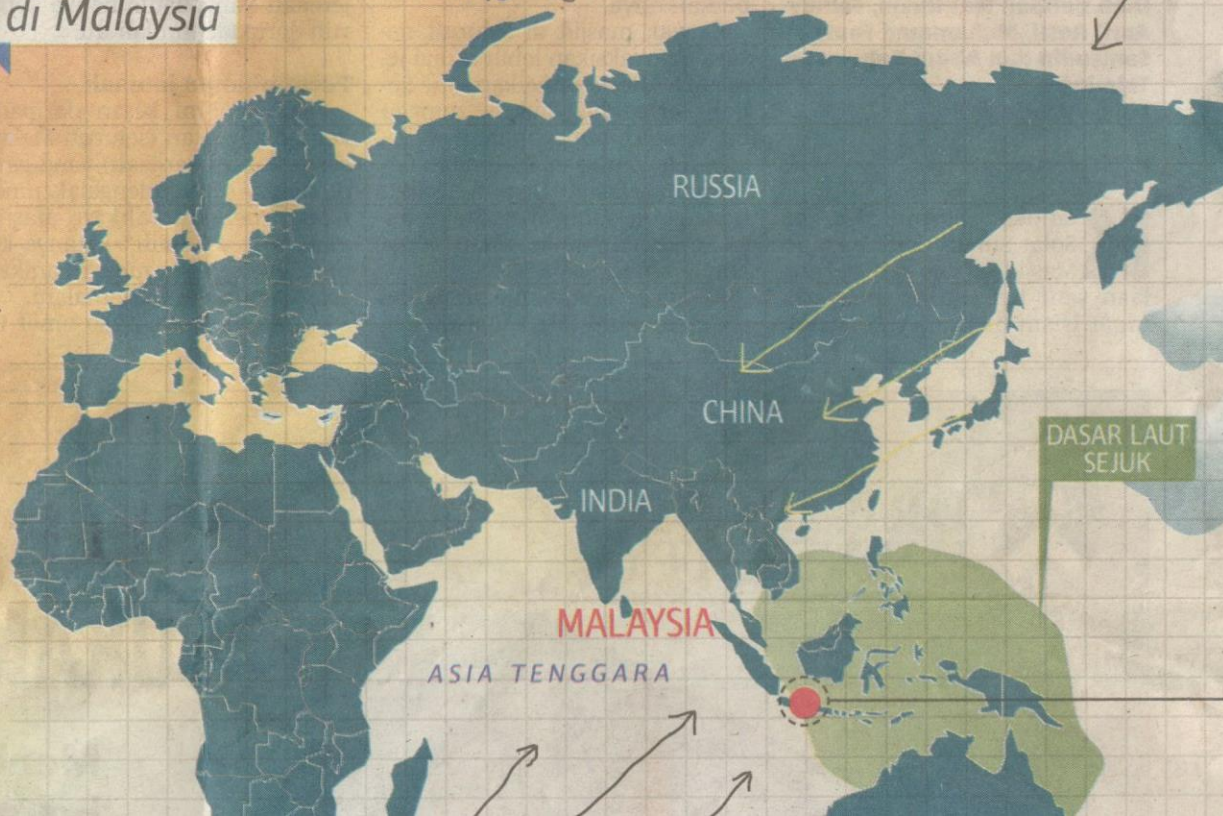 di Malaysia
RUSSIA
CHINA
DASAR LAUT
SEJUK
INDIA
MALAYSIA
ASIA TENGGARA